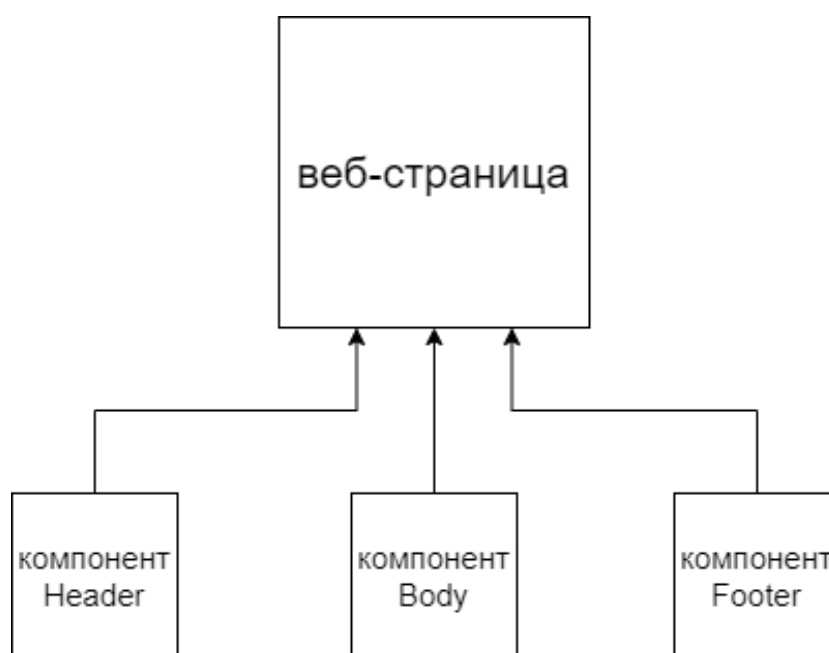 веб-страница
компонент
Header
компонент
Body
компонент
Footer